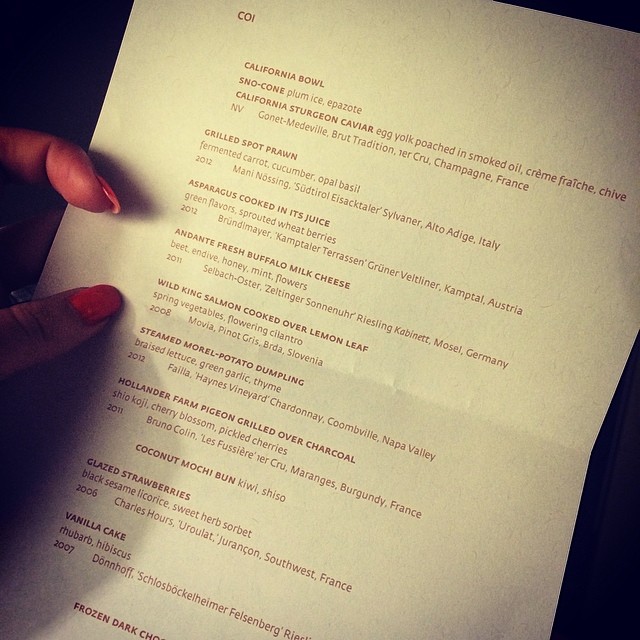 COI
CALIFORNIA BOWL
SNO-CONE plum ice, epazote
CALIFORNIA STURGEON CAVIAR egg yolk poached in smoked oil, crème fraîche, chive
NV Gonet-Medeville, Brut Tradition, 1er Cru, Champagne, France
GRILLED SPOT PRAWN
fermented carrot, cucumber, opal basil
2012 Mani Nössing, 'Südtirol Eisacktaler' Sylvaner, Alto Adige, Italy
ASPARAGUS COOKED IN ITS JUICE
green flavors, sprouted wheat berries
2012 Bründlmayer, 'Kamptaler Terrassen' Grüner Veltliner, Kamptal, Austria
ANDANTE FRESH BUFFALO MILK CHEESE
beet, endive, honey, mint, flowers
2011 Selbach-Oster, 'Zeltinger Sonnenuhr' Riesling Kabinett, Mosel, Germany
WILD KING SALMON COOKED OVER LEMON LEAF
spring vegetables, flowering cilantro
2008 Movia, Pinot Gris, Brda, Slovenia
STEAMED MOREL-POTATO DUMPLING
braised lettuce, green garlic, thyme
2012 Failla, 'Haynes Vineyard' Chardonnay, Coombville, Napa Valley
HOLLANDER FARM PIGEON GRILLED OVER CHARCOAL
shio koji, cherry blossom, pickled cherries
2011 Bruno Colin, 'Les Fussière' 1er Cru, Maranges, Burgundy, France
COCONUT MOCHI BUN kiwi, shiso
GLAZED STRAWBERRIES
black sesame licorice, sweet herb sorbet
2006 Charles Hours, 'Uroulat,' Jurançon, Southwest, France
VANILLA CAKE
rhubarb, hibiscus
2007 Dönnhoff, 'Schlosböckelheimer Felsenberg' Riesl
FROZEN DARK CHOC